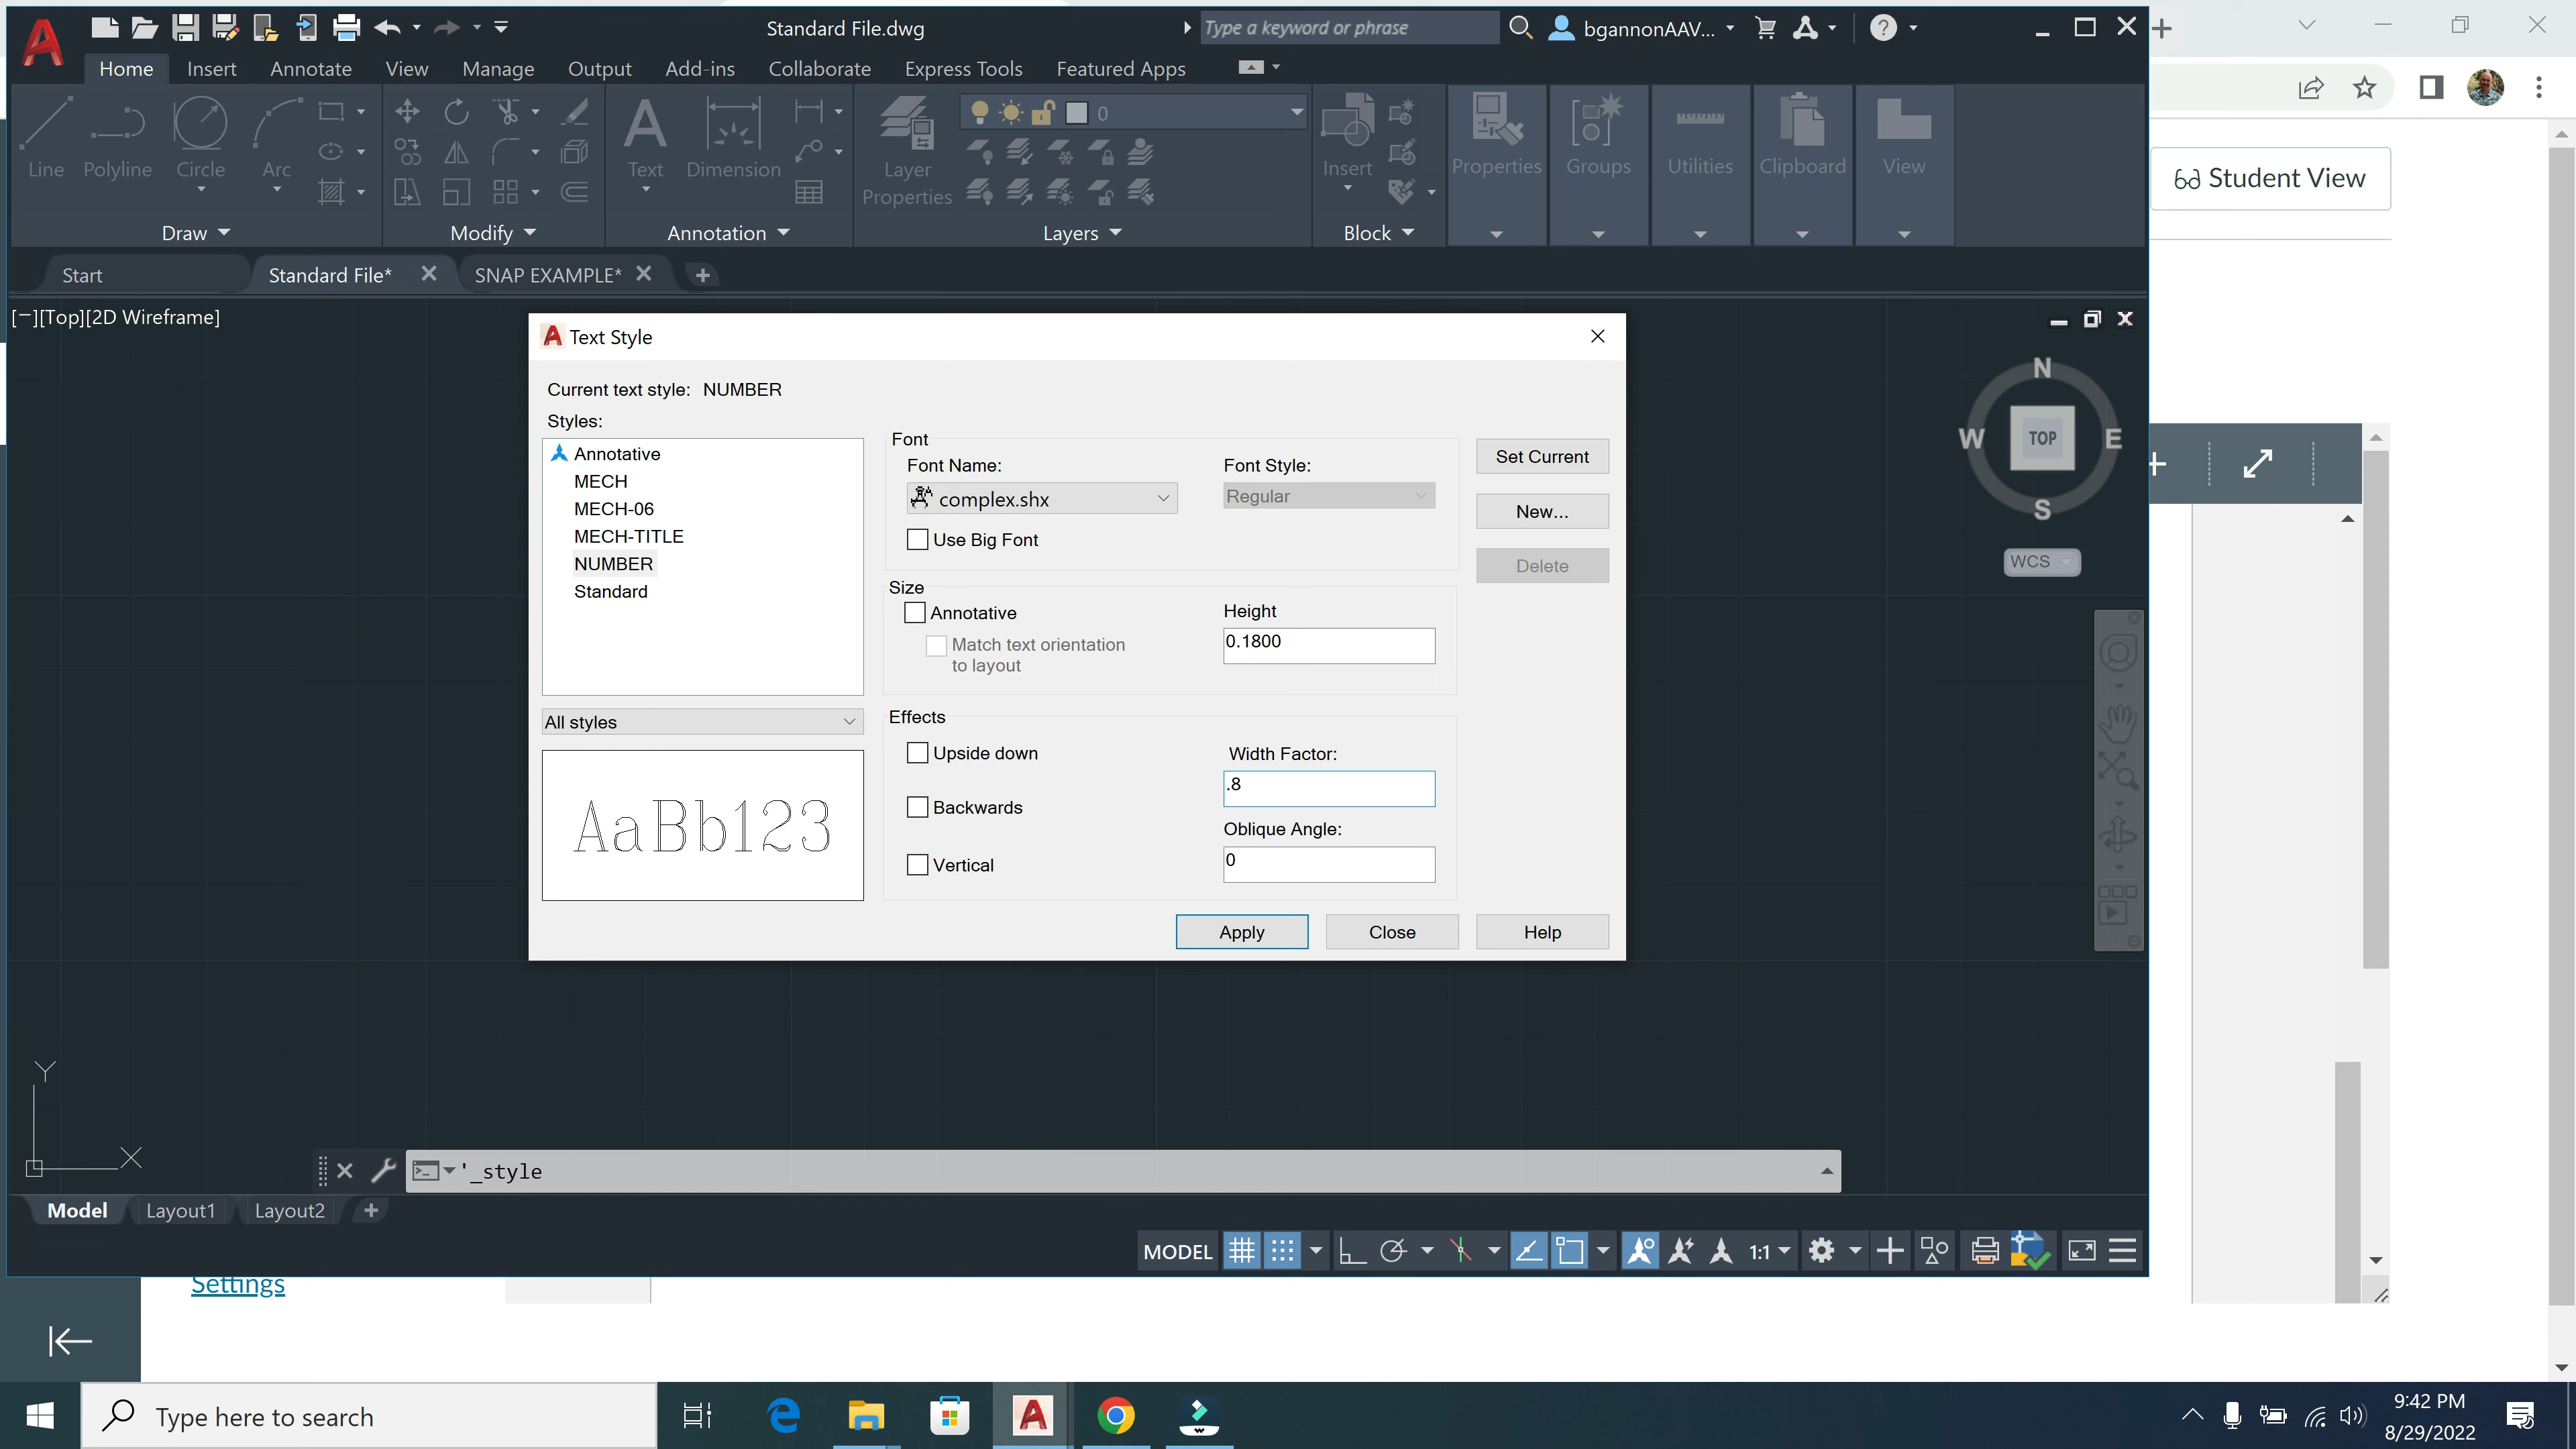 Standard File.dwg
Type a keyword or phrase
bgannonAAV...
Home Insert Annotate View Manage Output Add-ins Collaborate Express Tools Featured Apps
Line Polyline Circle Arc
Text Dimension
Layer Properties
0
Insert
Properties Groups Utilities Clipboard View
Draw Modify Annotation Layers Block
Student View
Start Standard File* SNAP EXAMPLE*
[−][Top][2D Wireframe]
Text Style
Current text style: NUMBER
Styles:
Annotative
MECH
MECH-06
MECH-TITLE
NUMBER
Standard
All styles
AaBb123
Font
Font Name:
complex.shx
Font Style:
Regular
Use Big Font
Size
Annotative
Match text orientation
to layout
Height
0.1800
Effects
Upside down
Backwards
Vertical
Width Factor:
.8
Oblique Angle:
0
Set Current
New...
Delete
Apply Close Help
N
W TOP E
S
WCS
Y
X
'_style
Model Layout1 Layout2
MODEL
1:1
Settings
Type here to search
9:42 PM
8/29/2022